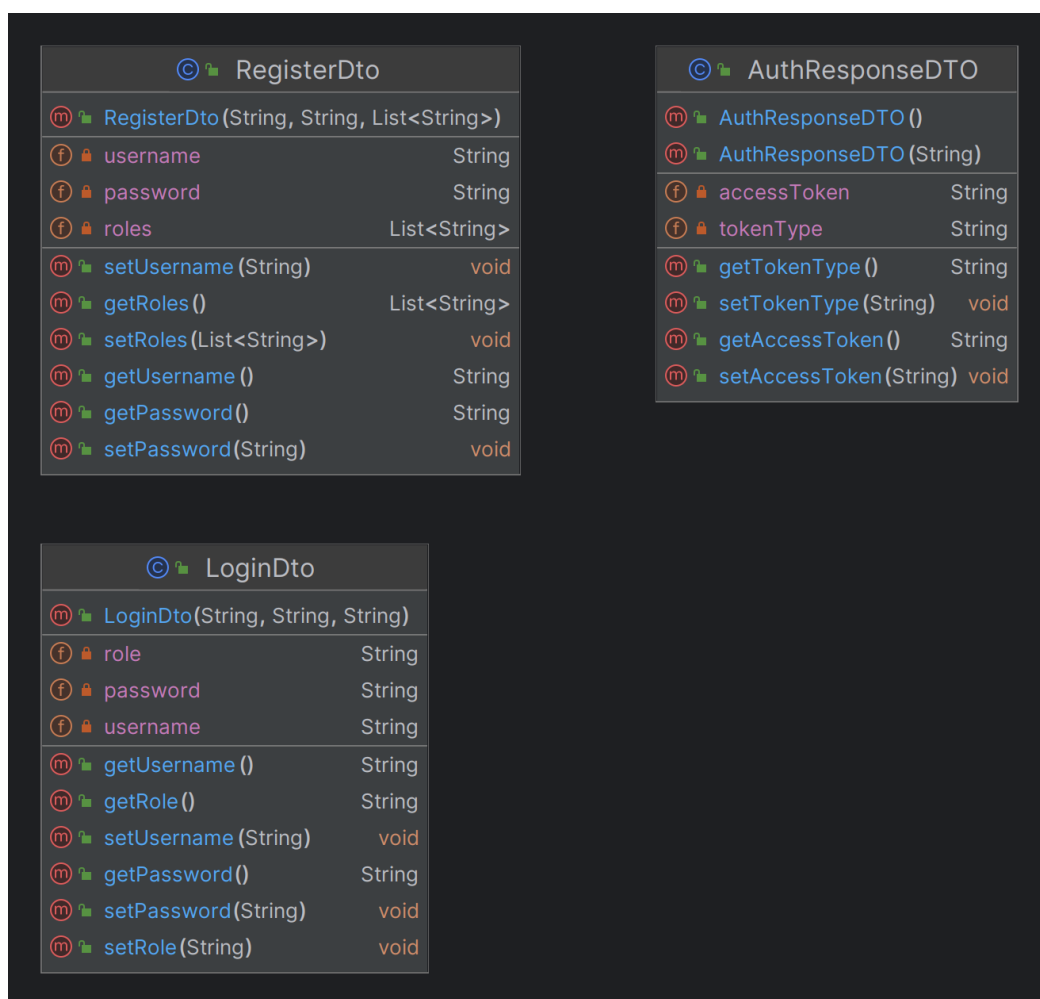 RegisterDto
RegisterDto(String, String, List<String>)
username String
password String
roles List<String>
setUsername(String) void
getRoles() List<String>
setRoles(List<String>) void
getUsername() String
getPassword() String
setPassword(String) void
AuthResponseDTO
AuthResponseDTO()
AuthResponseDTO(String)
accessToken String
tokenType String
getTokenType() String
setTokenType(String) void
getAccessToken() String
setAccessToken(String) void
LoginDto
LoginDto(String, String, String)
role String
password String
username String
getUsername() String
getRole() String
setUsername(String) void
getPassword() String
setPassword(String) void
setRole(String) void